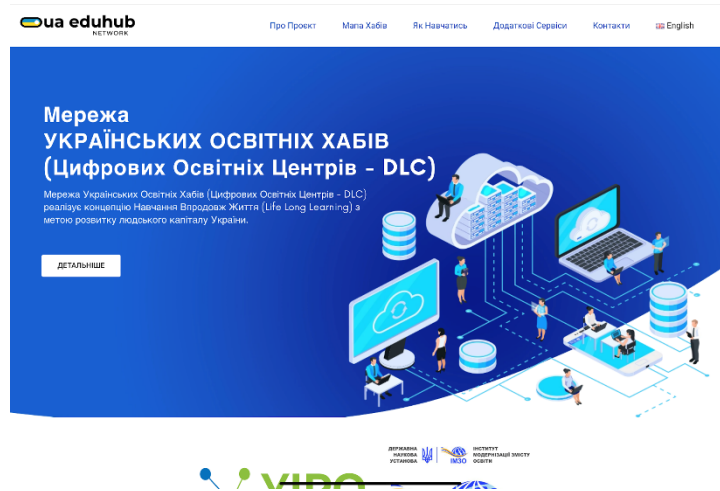 ua eduhub
NETWORK
Про Проєкт Мапа Хабів Як Навчатись Додаткові Сервіси Контакти English
Мережа
УКРАЇНСЬКИХ ОСВІТНІХ ХАБІВ
(Цифрових Освітніх Центрів - DLC)
Мережа Українських Освітніх Хабів (Цифрових Освітніх Центрів - DLC)
реалізує концепцію Навчання Впродовж Життя (Life Long Learning) з
метою розвитку людського капіталу України.
ДЕТАЛЬНІШЕ
ДЕРЖАВНА
НАУКОВА
УСТАНОВА
ІМЗО
ІНСТИТУТ
МОДЕРНІЗАЦІЇ ЗМІСТУ
ОСВІТИ